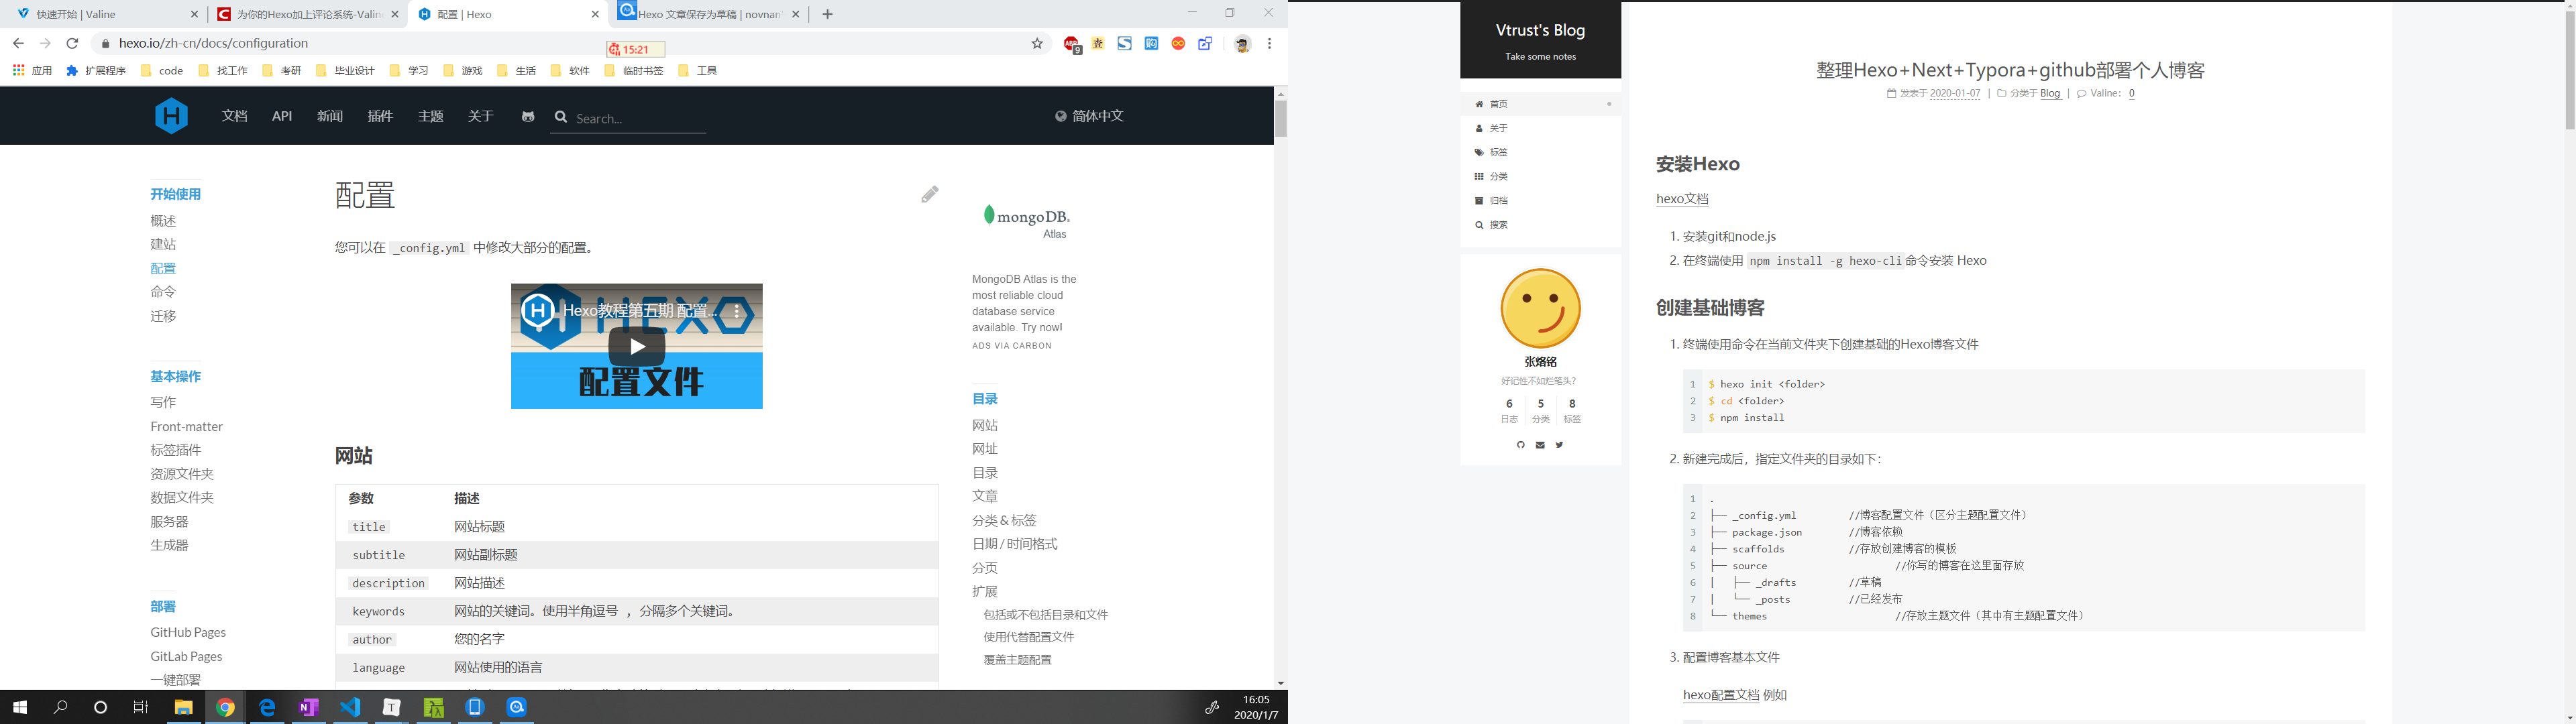 快速开始 | Valine
为你的Hexo加上评论系统-Valine
配置 | Hexo
Hexo 文章保存为草稿 | novnan'
hexo.io/zh-cn/docs/configuration
15:21
9
应用
扩展程序
code
找工作
考研
毕业设计
学习
游戏
生活
软件
临时书签
工具
文档
API
新闻
插件
主题
关于
Search...
简体中文
开始使用
概述
建站
配置
命令
迁移
基本操作
写作
Front-matter
标签插件
资源文件夹
数据文件夹
服务器
生成器
部署
GitHub Pages
GitLab Pages
一键部署
配置
您可以在 _config.yml 中修改大部分的配置。
Hexo教程第五期 配置...
HEXO
配置文件
网站
参数 描述
title 网站标题
subtitle 网站副标题
description 网站描述
keywords 网站的关键词。使用半角逗号 , 分隔多个关键词。
author 您的名字
language 网站使用的语言
mongoDB.
Atlas
MongoDB Atlas is the
most reliable cloud
database service
available. Try now!
ADS VIA CARBON
目录
网站
网址
目录
文章
分类 & 标签
日期 / 时间格式
分页
扩展
包括或不包括目录和文件
使用代替配置文件
覆盖主题配置
16:05
2020/1/7
Vtrust's Blog
Take some notes
首页
关于
标签
分类
归档
搜索
张烙铭
好记性不如烂笔头?
6 5 8
日志 分类 标签
整理Hexo+Next+Typora+github部署个人博客
发表于 2020-01-07 | 分类于 Blog | Valine: 0
安装Hexo
hexo文档
1. 安装git和node.js
2. 在终端使用 npm install -g hexo-cli命令安装 Hexo
创建基础博客
1. 终端使用命令在当前文件夹下创建基础的Hexo博客文件
1 $ hexo init <folder>
2 $ cd <folder>
3 $ npm install
2. 新建完成后，指定文件夹的目录如下：
1 .
2 ├── _config.yml //博客配置文件（区分主题配置文件）
3 ├── package.json //博客依赖
4 ├── scaffolds //存放创建博客的模板
5 ├── source //你写的博客在这里面存放
6 |   ├── _drafts //草稿
7 |   └── _posts //已经发布
8 └── themes //存放主题文件（其中有主题配置文件）
3. 配置博客基本文件
hexo配置文档 例如